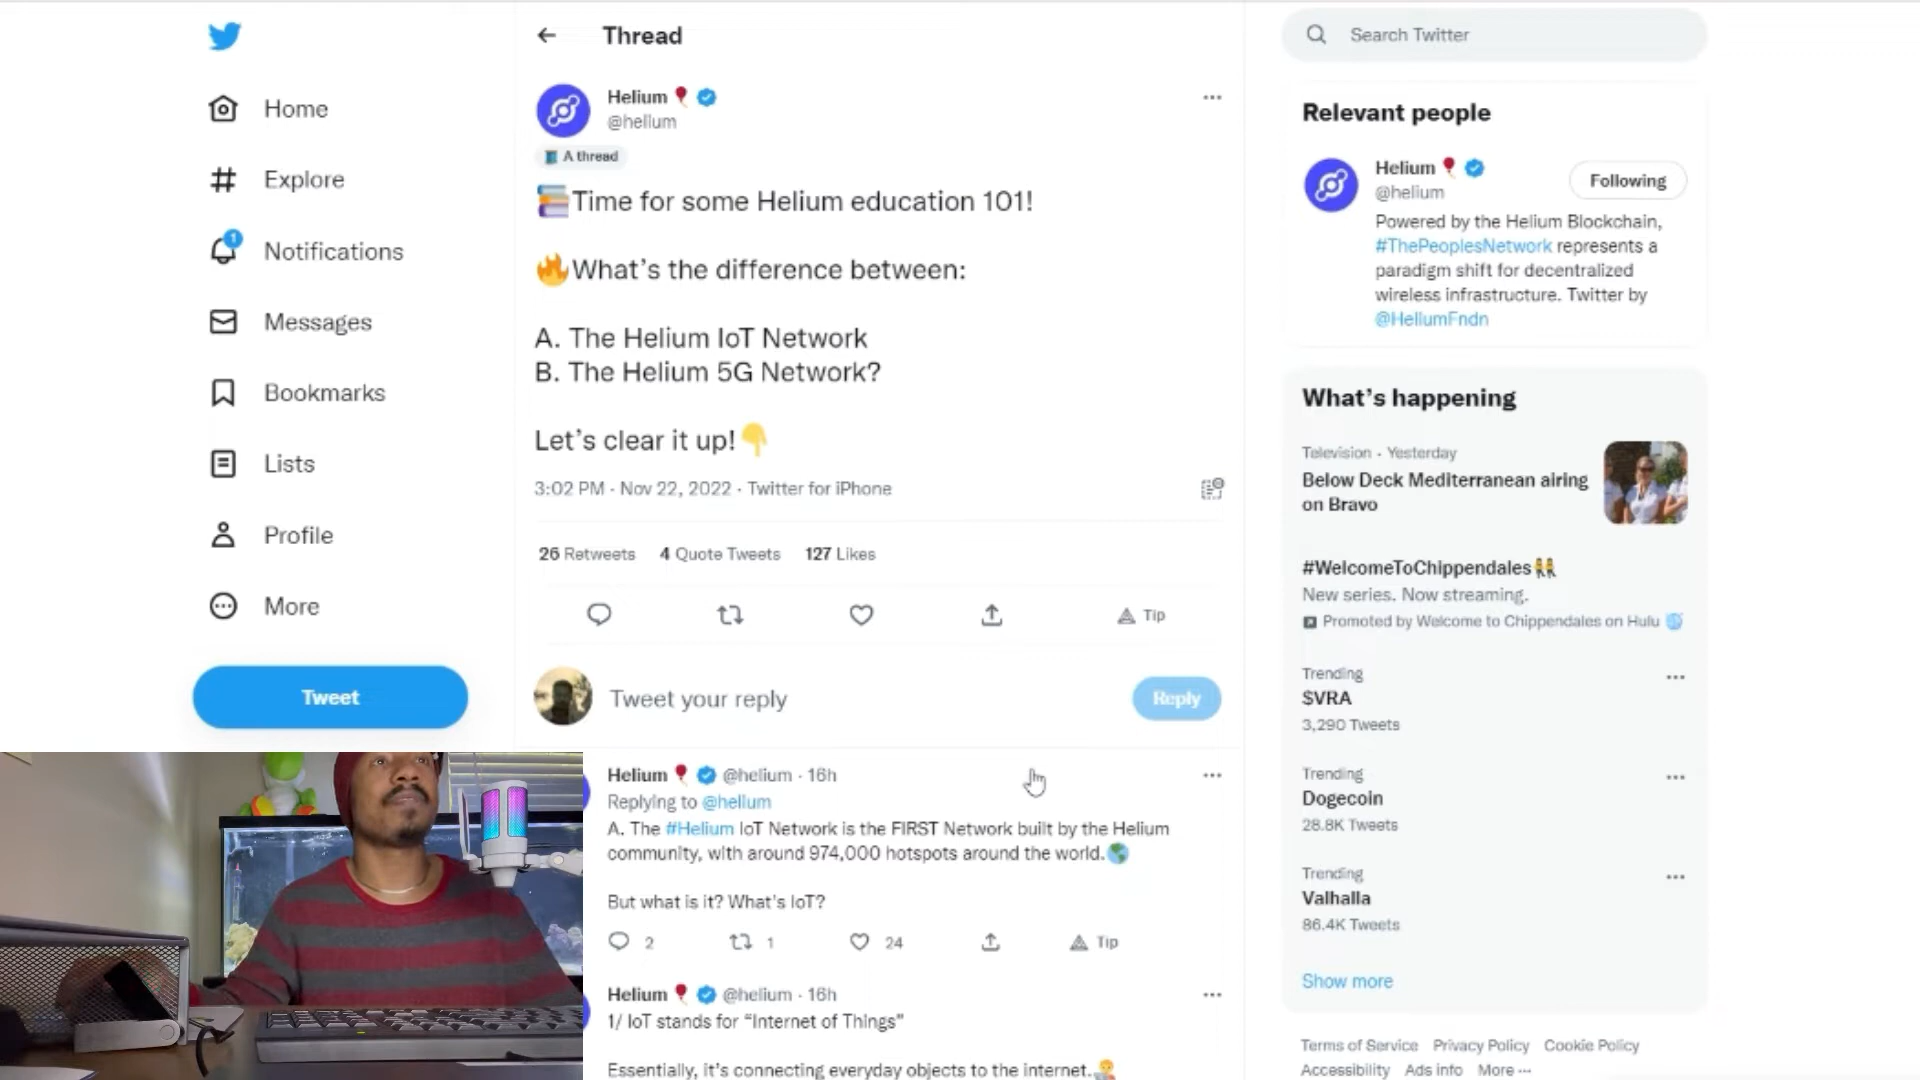 Home
Explore
1
Notifications
Messages
Bookmarks
Lists
Profile
More
Tweet
Thread
Helium
@helium
A thread
Time for some Helium education 101!
What's the difference between:
A. The Helium IoT Network
B. The Helium 5G Network?
Let's clear it up!
3:02 PM · Nov 22, 2022 · Twitter for iPhone
26 Retweets 4 Quote Tweets 127 Likes
Tip
Tweet your reply
Reply
Helium @helium · 16h
Replying to @helium
A. The #Helium IoT Network is the FIRST Network built by the Helium
community, with around 974,000 hotspots around the world.
But what is it? What's IoT?
2 1 24 Tip
Helium @helium · 16h
1/ IoT stands for “Internet of Things”
Essentially, it's connecting everyday objects to the internet.
Search Twitter
Relevant people
Helium
@helium
Following
Powered by the Helium Blockchain,
#ThePeoplesNetwork represents a
paradigm shift for decentralized
wireless infrastructure. Twitter by
@HeliumFndn
What's happening
Television · Yesterday
Below Deck Mediterranean airing
on Bravo
#WelcomeToChippendales
New series. Now streaming.
Promoted by Welcome to Chippendales on Hulu
Trending
$VRA
3,290 Tweets
Trending
Dogecoin
28.8K Tweets
Trending
Valhalla
86.4K Tweets
Show more
Terms of Service Privacy Policy Cookie Policy
Accessibility Ads info More ···